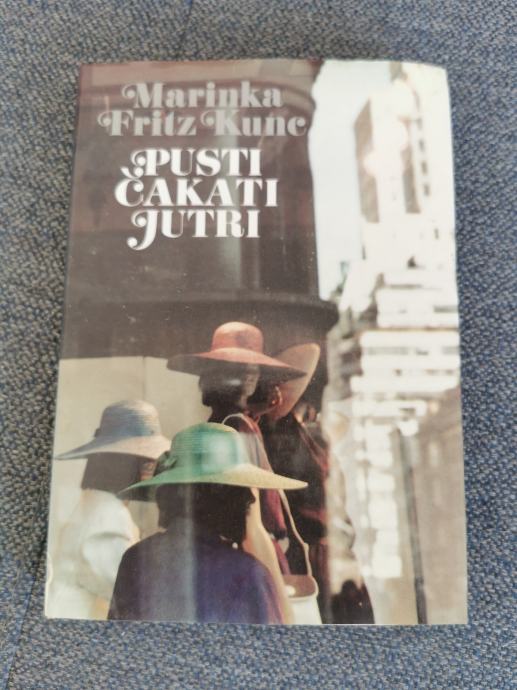 Marinka
Fritz Kunc
PUSTI
ČAKATI
JUTRI